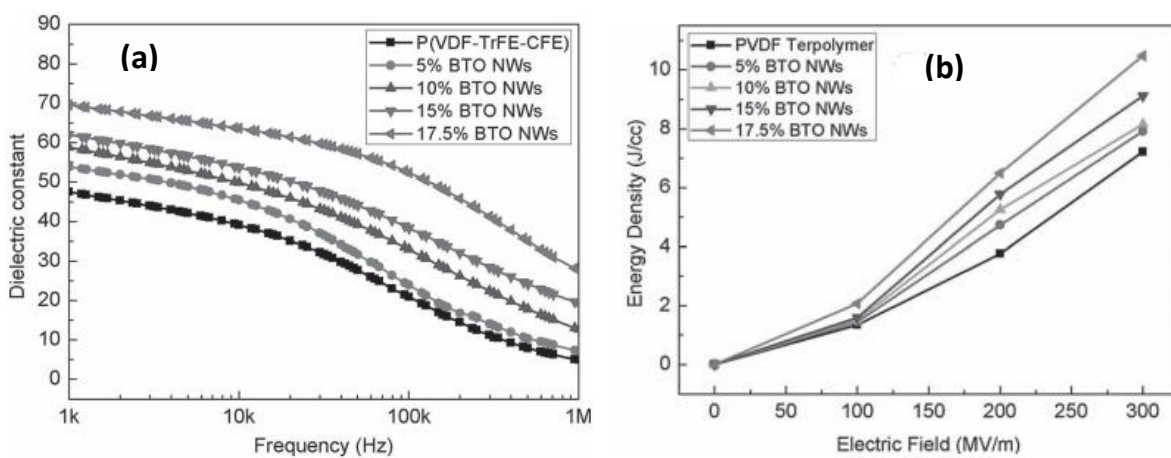 (a)
P(VDF-TrFE-CFE)
5% BTO NWs
10% BTO NWs
15% BTO NWs
17.5% BTO NWs
90
80
70
60
50
40
30
20
10
0
Dielectric constant
1k
10k
100k
1M
Frequency (Hz)
(b)
PVDF Terpolymer
5% BTO NWs
10% BTO NWs
15% BTO NWs
17.5% BTO NWs
10
8
6
4
2
0
Energy Density (J/cc)
0
50
100
150
200
250
300
Electric Field (MV/m)